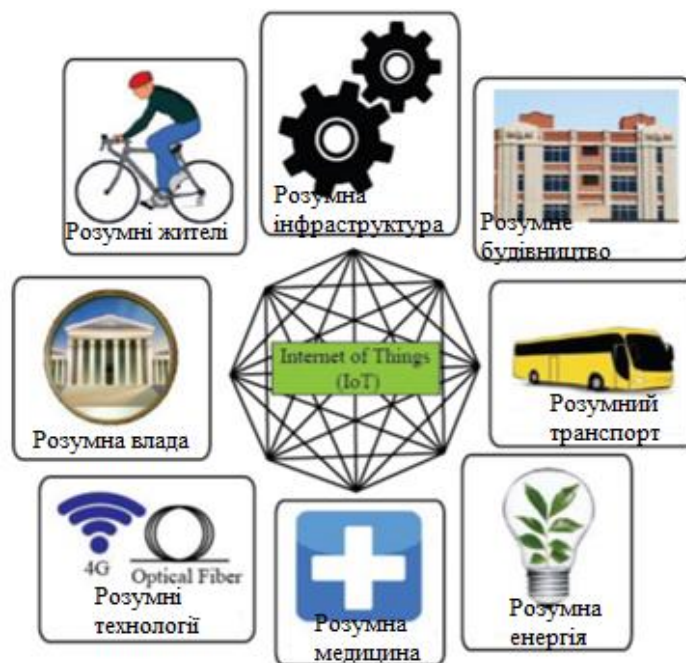 Розумна
інфраструктура
Розумні жителі
Розумне
будівництво
Internet of Things
(IoT)
Розумна влада
Розумний
транспорт
4G
Optical Fiber
Розумні
технології
Розумна
медицина
Розумна
енергія